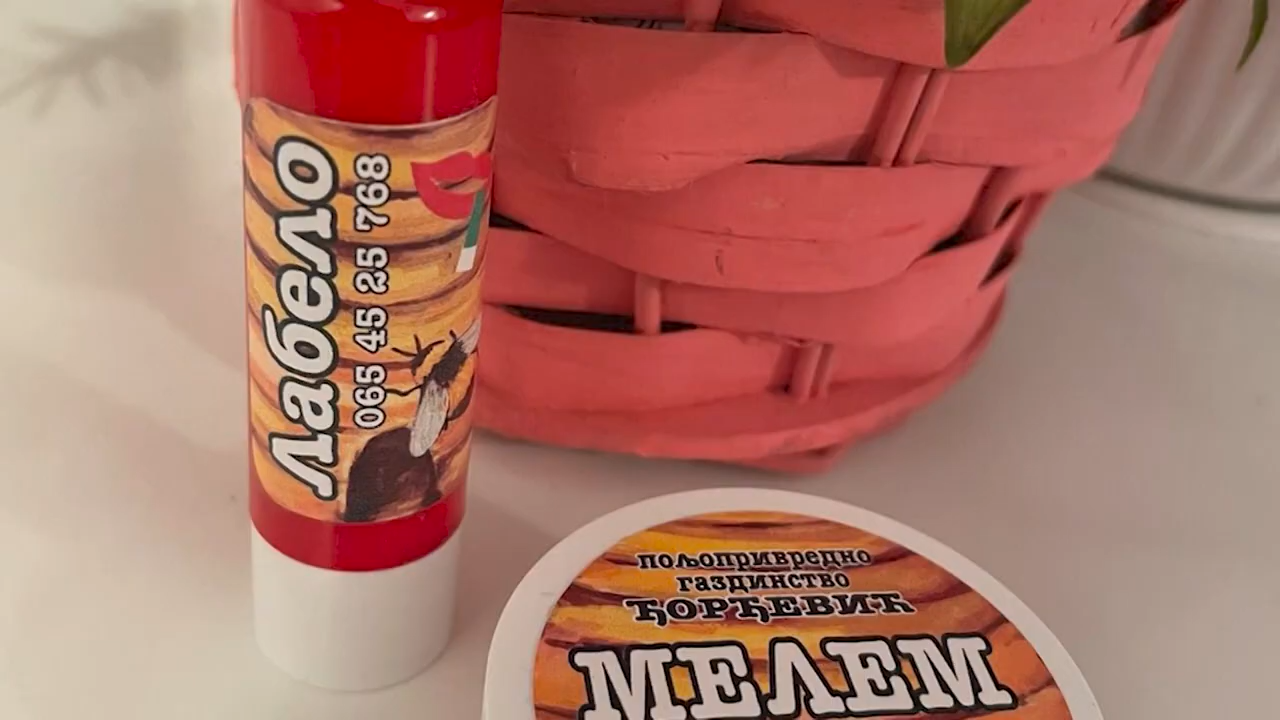 Лабело
065 45 25 768
пољопривредно
газдинство
ЂОРЂЕВИЋ
МЕЛЕМ